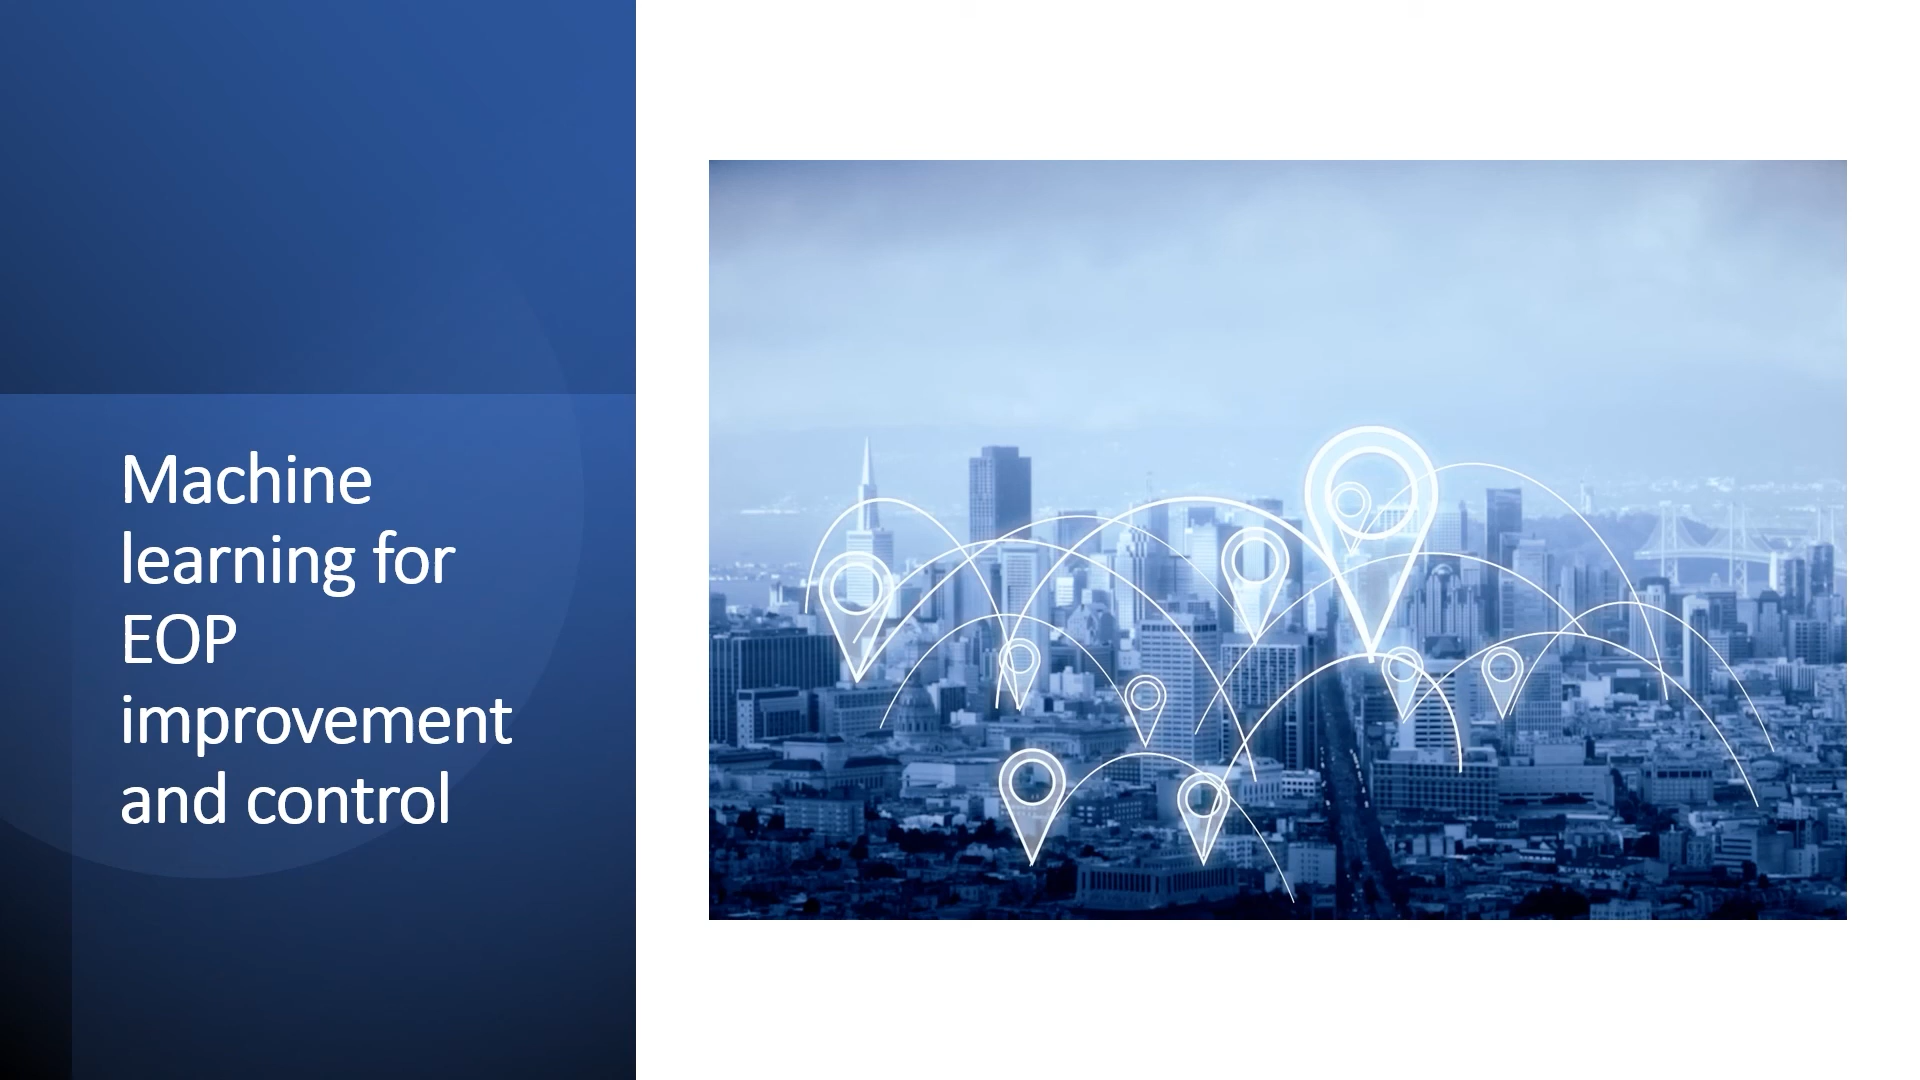 Machine
learning for
EOP
improvement
and control